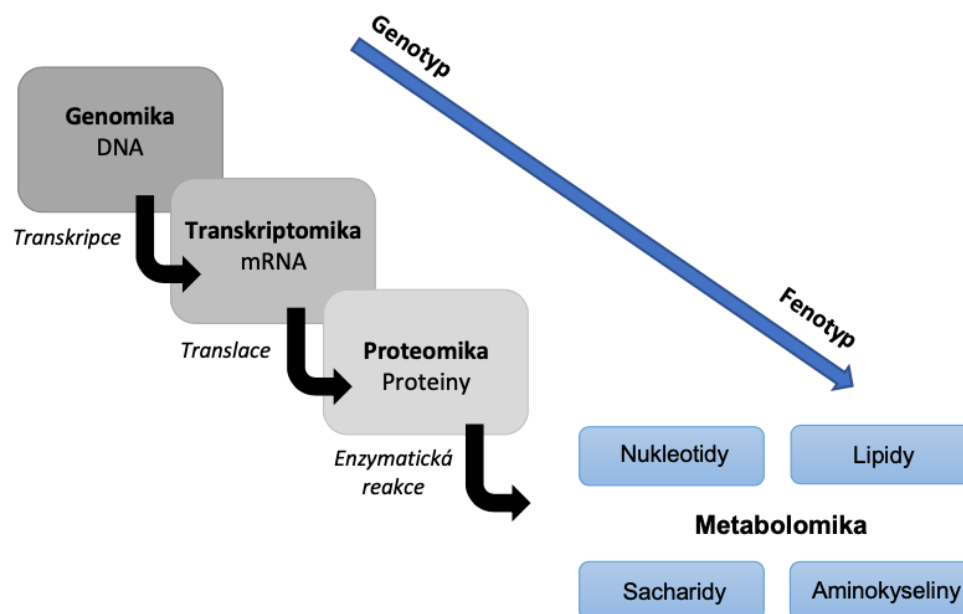 Genotyp
Genomika
DNA
Transkripce
Transkriptomika
mRNA
Fenotyp
Translace
Proteomika
Proteiny
Enzymatická
reakce
Nukleotidy
Lipidy
Metabolomika
Sacharidy
Aminokyseliny